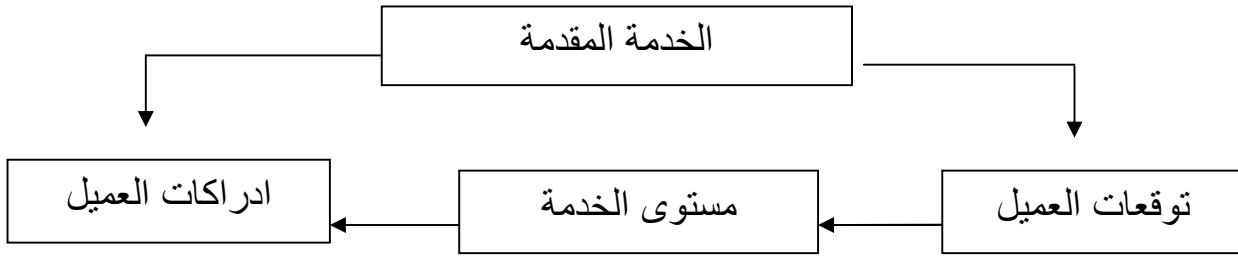 الخدمة المقدمة
توقعات العميل
مستوى الخدمة
ادراكات العميل